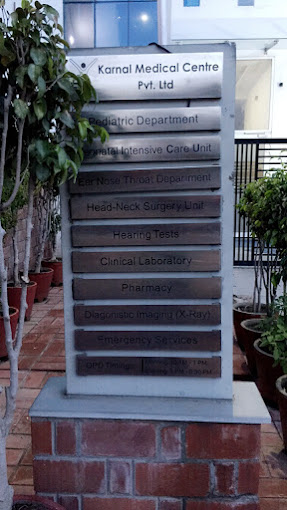 Karnal Medical Centre
Pvt. Ltd
Pediatric Department
Neonatal Intensive Care Unit
Ear Nose Throat Department
Head-Neck Surgery Unit
Hearing Tests
Clinical Laboratory
Pharmacy
Diagonistic Imaging (X-Ray)
Emergency Services
OPD Timings